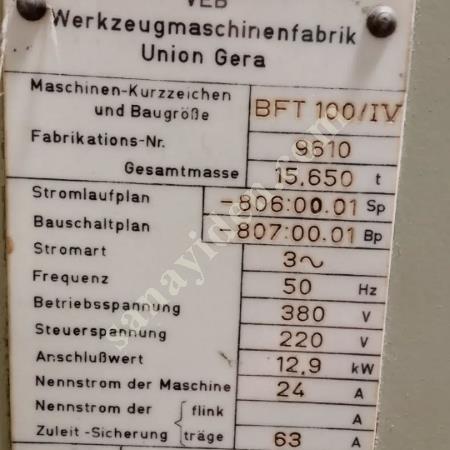 VEB
Werkzeugmaschinenfabrik
Union Gera
Maschinen-Kurzzeichen
und Baugröße BFT 100/IV
Fabrikations-Nr. 9610
Gesamtmasse 15,650 t
Stromlaufplan -806:00.01 Sp
Bauschaltplan -807:00.01 Bp
Stromart 3~
Frequenz 50 Hz
Betriebsspannung 380 V
Steuerspannung 220 V
Anschlußwert 12,9 kW
Nennstrom der Maschine 24 A
Nennstrom der { flink A
Zuleit-Sicherung { träge 63 A
sanayiden.com